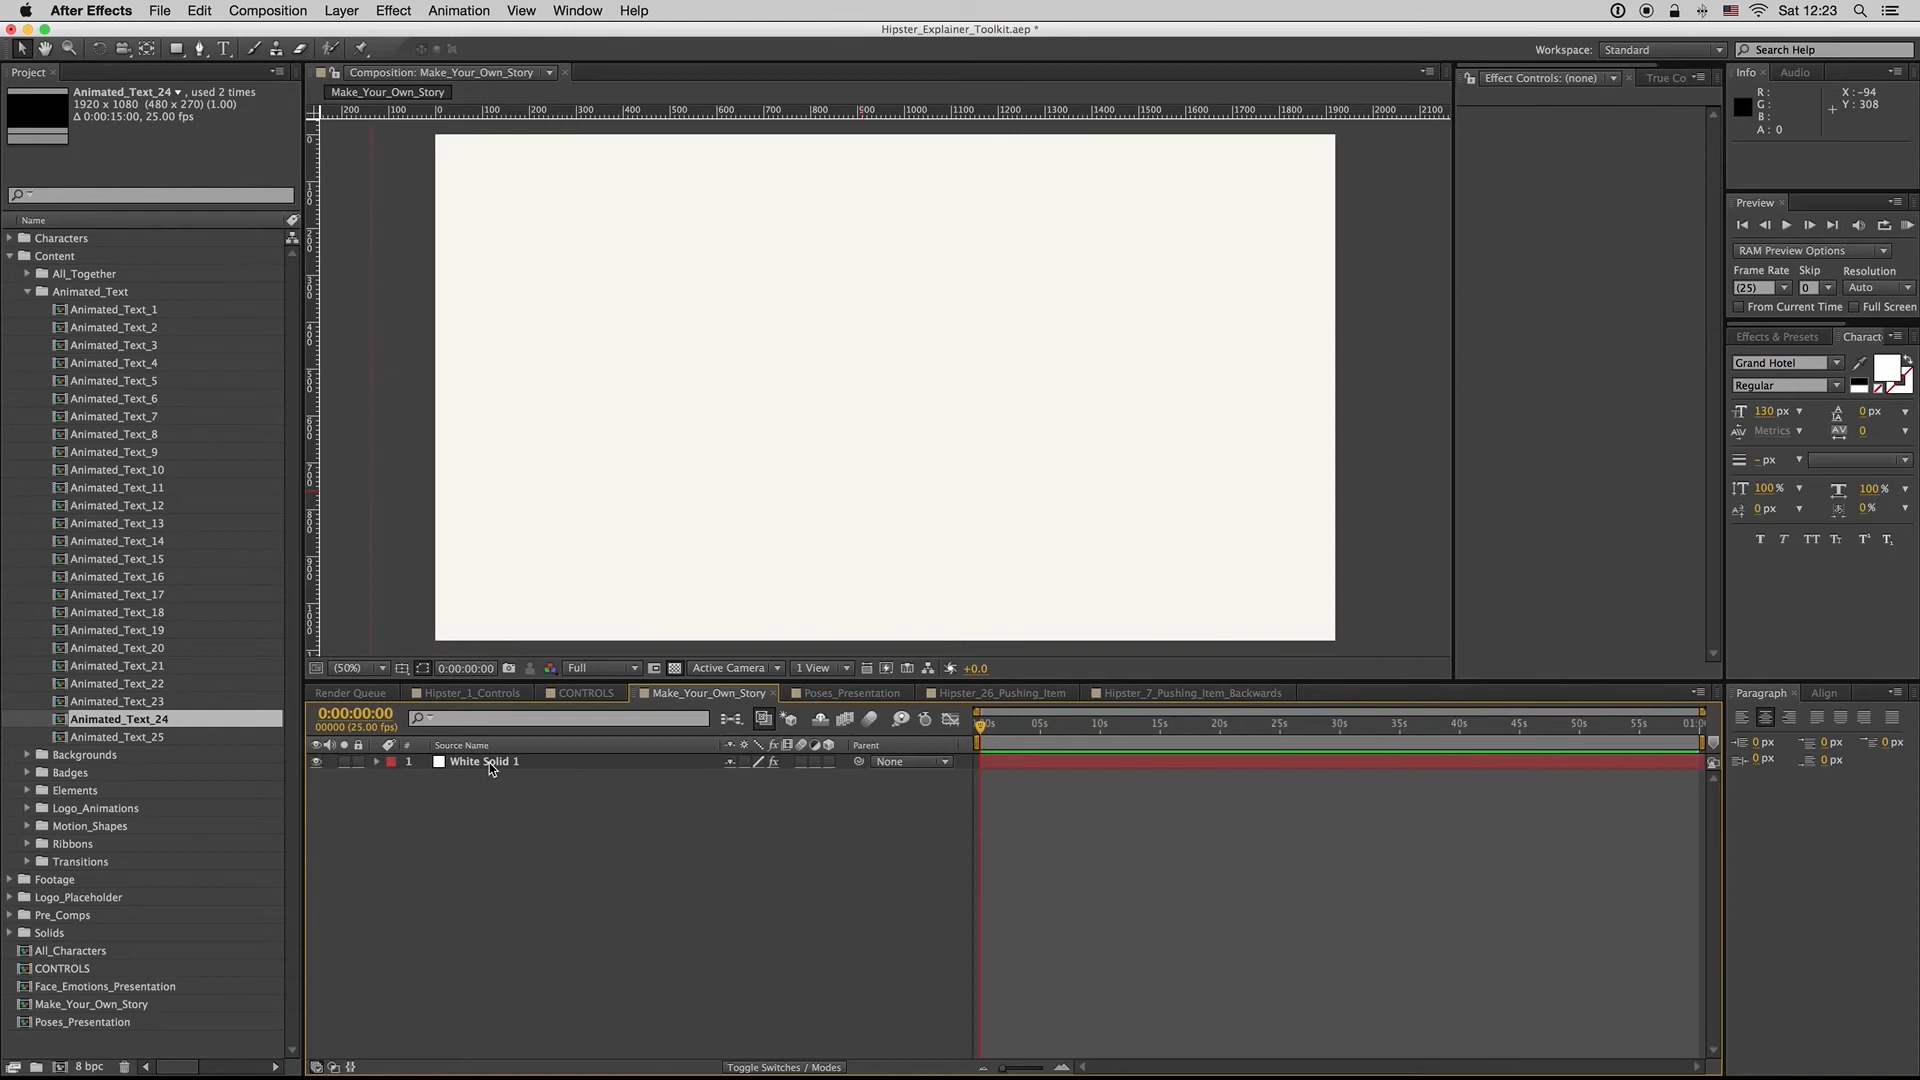 After Effects File Edit Composition Layer Effect Animation View Window Help Sat 12:23
Hipster_Explainer_Toolkit.aep *
Workspace: Standard Search Help
Project
Animated_Text_24 , used 2 times
1920 x 1080 (480 x 270) (1.00)
Δ 0:00:15:00, 25.00 fps
Name
Characters
Content
All_Together
Animated_Text
Animated_Text_1
Animated_Text_2
Animated_Text_3
Animated_Text_4
Animated_Text_5
Animated_Text_6
Animated_Text_7
Animated_Text_8
Animated_Text_9
Animated_Text_10
Animated_Text_11
Animated_Text_12
Animated_Text_13
Animated_Text_14
Animated_Text_15
Animated_Text_16
Animated_Text_17
Animated_Text_18
Animated_Text_19
Animated_Text_20
Animated_Text_21
Animated_Text_22
Animated_Text_23
Animated_Text_24
Animated_Text_25
Backgrounds
Badges
Elements
Logo_Animations
Motion_Shapes
Ribbons
Transitions
Footage
Logo_Placeholder
Pre_Comps
Solids
All_Characters
CONTROLS
Face_Emotions_Presentation
Make_Your_Own_Story
Poses_Presentation
8 bpc
Composition: Make_Your_Own_Story
Make_Your_Own_Story
200 100 0 100 200 300 400 500 600 700 800 900 1000 1100 1200 1300 1400 1500 1600 1700 1800 1900 2000 2100
(50%) 0:00:00:00 Full Active Camera 1 View +0.0
Effect Controls: (none) True Co
Info Audio
R : X : -94
G : Y : 308
B :
A : 0
Preview
RAM Preview Options
Frame Rate Skip Resolution
(25) 0 Auto
From Current Time Full Screen
Effects & Presets Charact
Grand Hotel
Regular
130 px 0 px
Metrics 0
- px
100 % 100 %
0 px 0 %
Render Queue Hipster_1_Controls CONTROLS Make_Your_Own_Story Poses_Presentation Hipster_26_Pushing_Item Hipster_7_Pushing_Item_Backwards
0:00:00:00
00000 (25.00 fps)
00s 05s 10s 15s 20s 25s 30s 35s 40s 45s 50s 55s 01:0
# Source Name Parent
1 White Solid 1 None
Toggle Switches / Modes
Paragraph Align
0 px 0 px 0 px
0 px 0 px